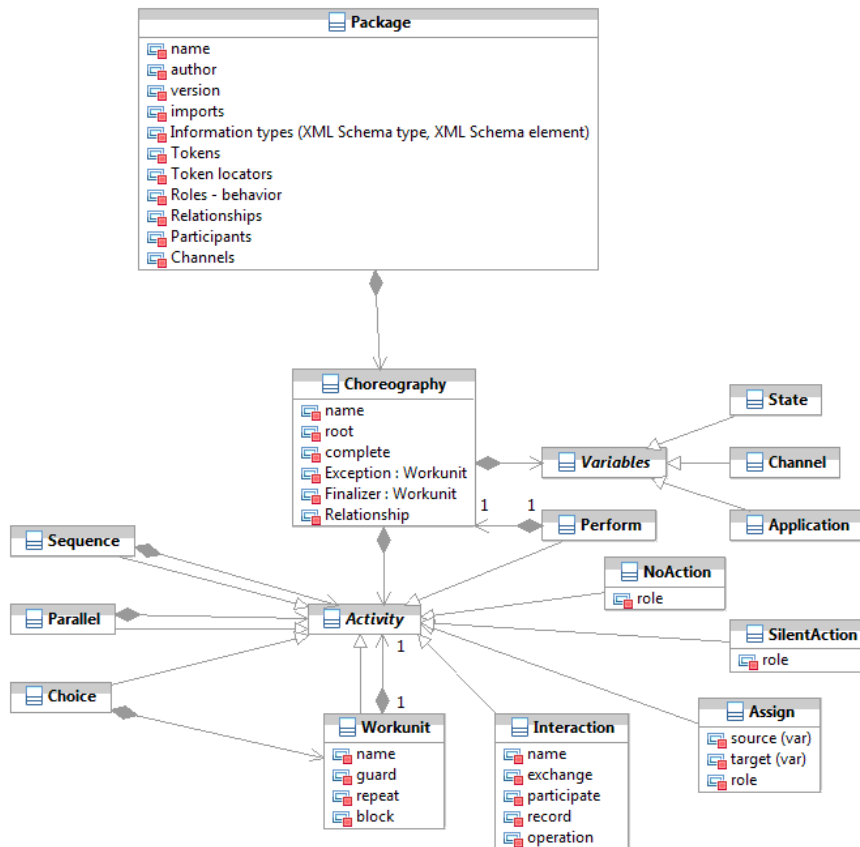 Package
name
author
version
imports
Information types (XML Schema type, XML Schema element)
Tokens
Token locators
Roles - behavior
Relationships
Participants
Channels
Choreography
name
root
complete
Exception : Workunit
Finalizer : Workunit
Relationship
State
Variables
Channel
Application
1
1
Perform
Sequence
NoAction
role
Parallel
Activity
SilentAction
role
1
1
Choice
Workunit
name
guard
repeat
block
Interaction
name
exchange
participate
record
operation
Assign
source (var)
target (var)
role